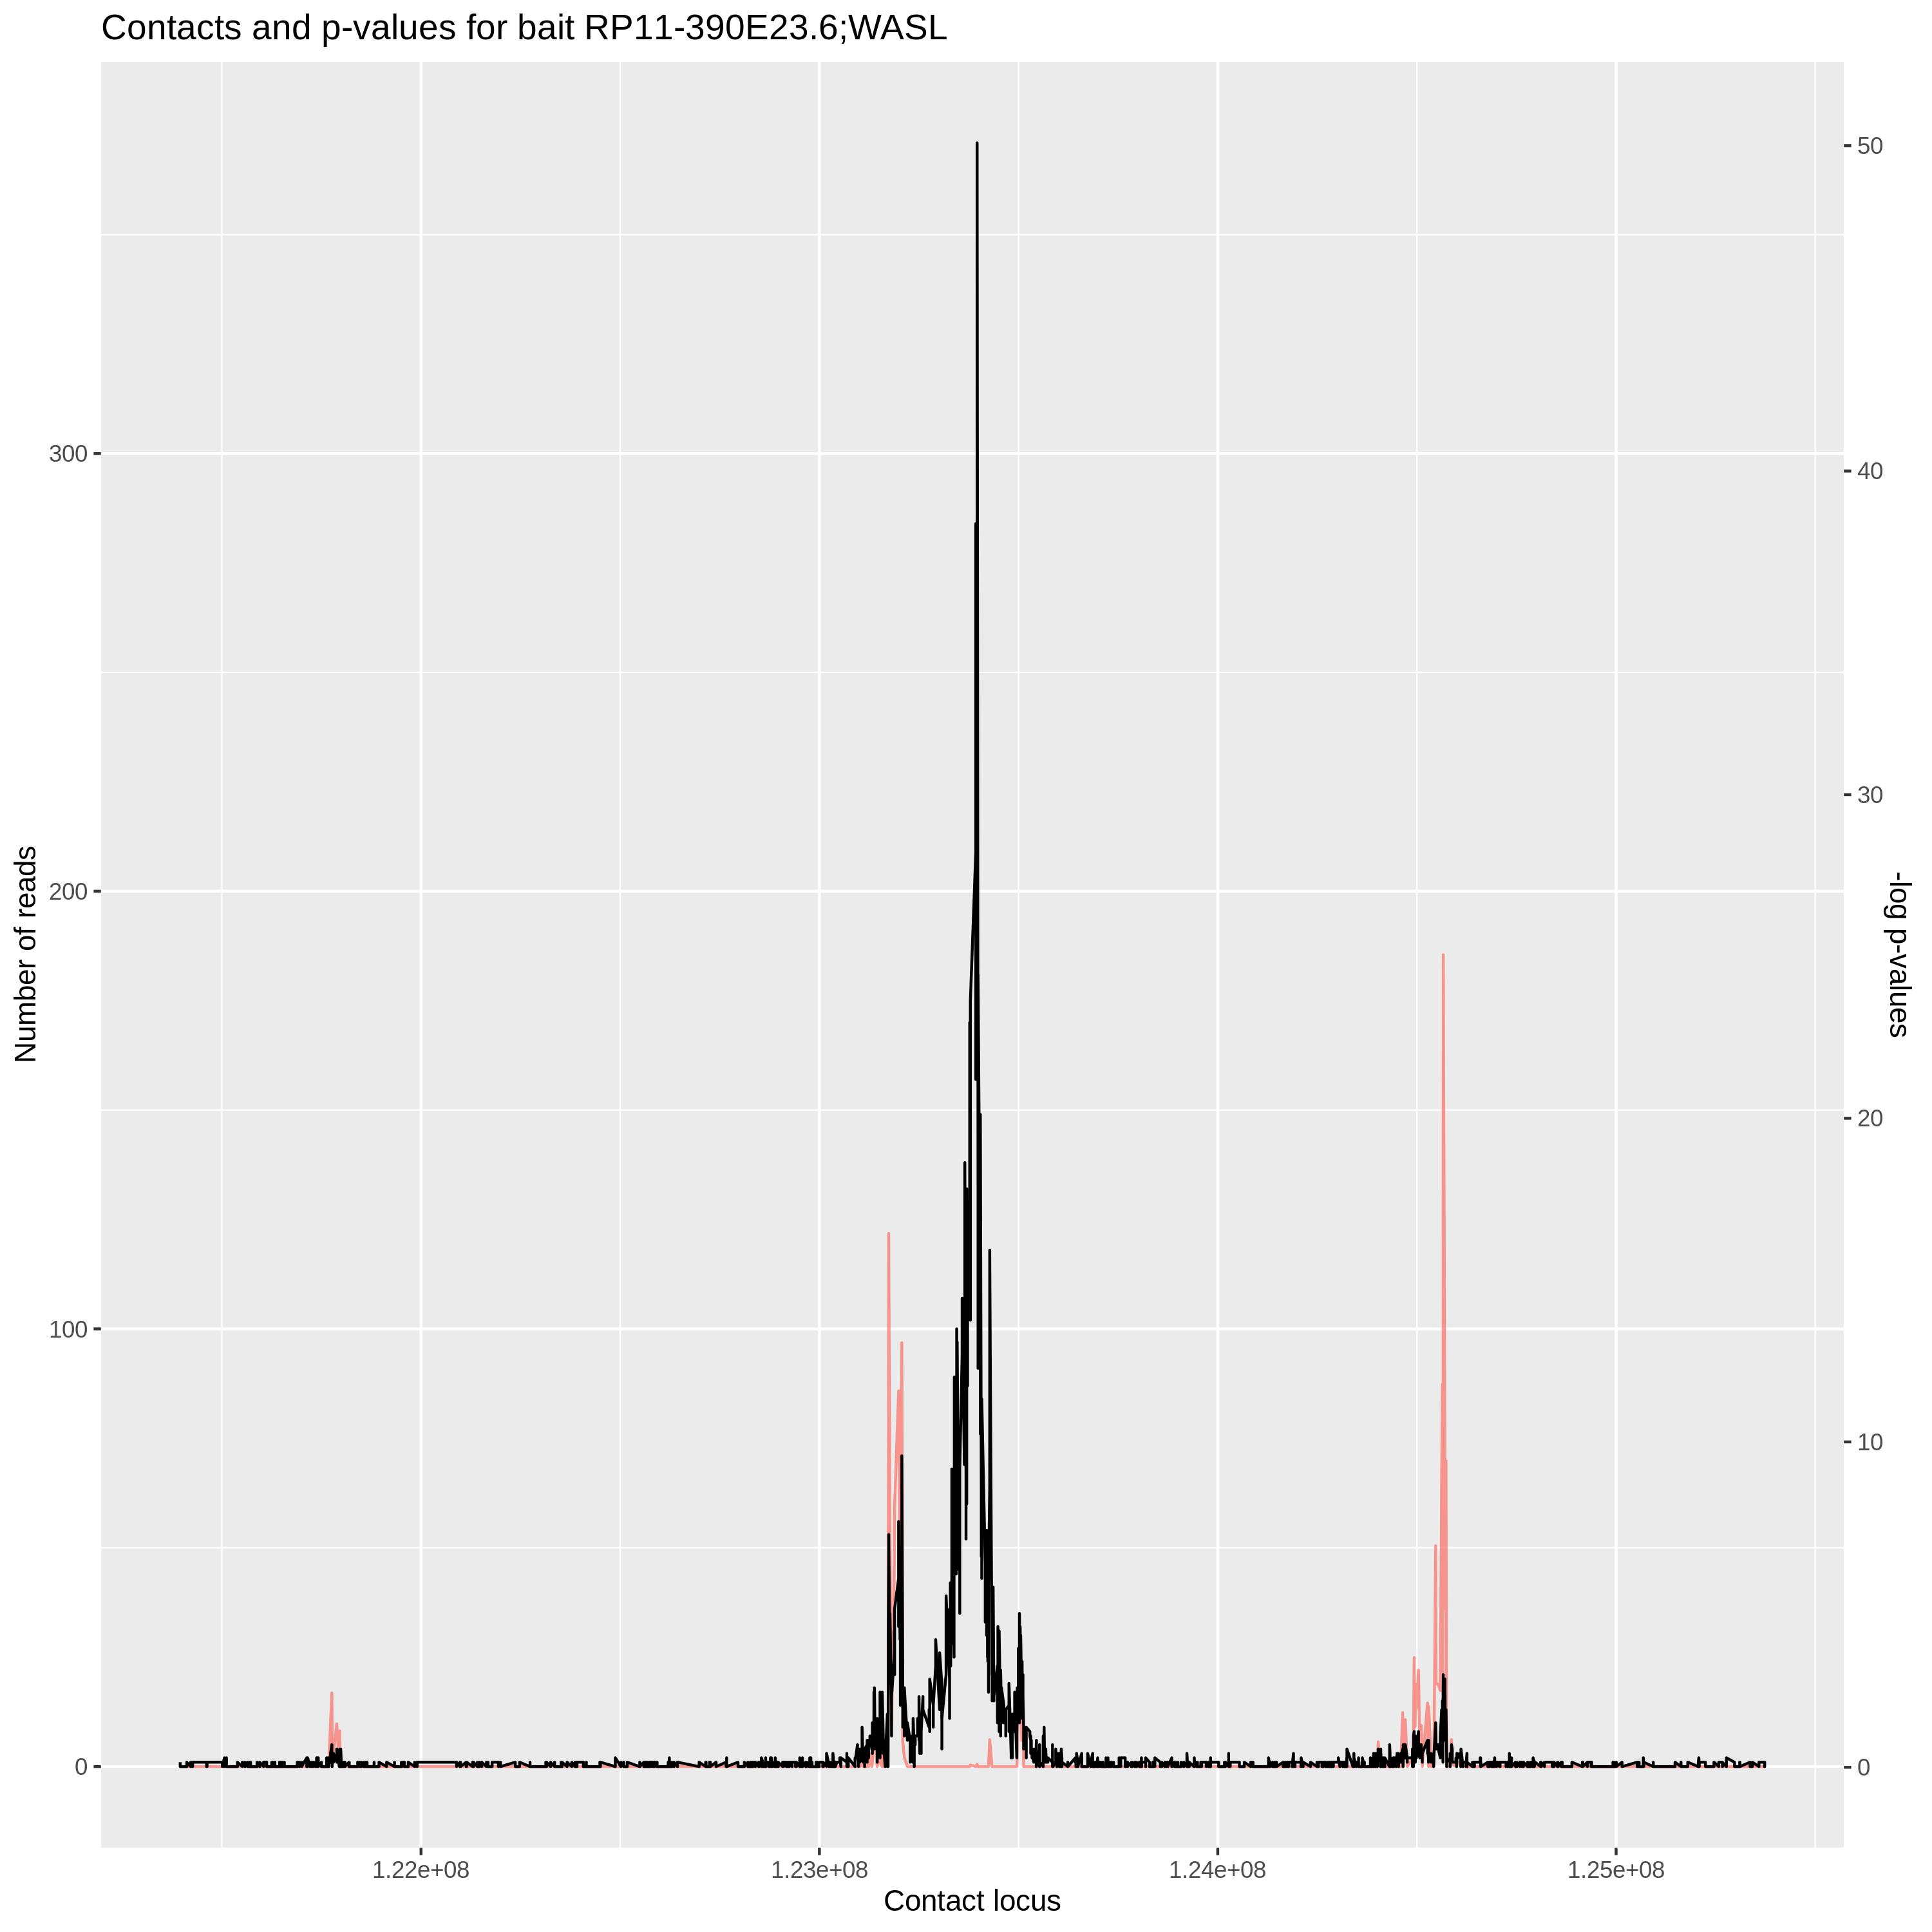 Contacts and p-values for bait RP11-390E23.6;WASL
Number of reads
300
200
100
0
50
40
30
20
10
0
-log p-values
1.22e+08
1.23e+08
1.24e+08
1.25e+08
Contact locus